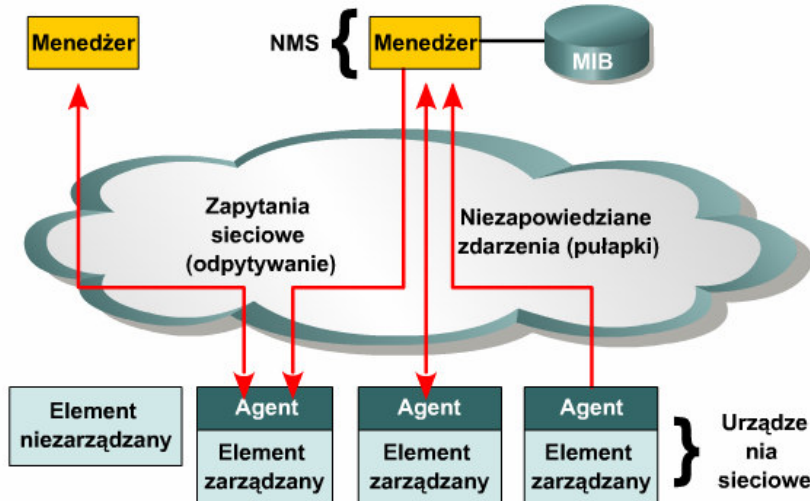 Menedżer
NMS
Menedżer
MIB
Zapytania
sieciowe
(odpytywanie)
Niezapowiedziane
zdarzenia (pułapki)
Element
niezarządzany
Agent
Element
zarządzany
Agent
Element
zarządzany
Agent
Element
zarządzany
Urządze
nia
sieciowe